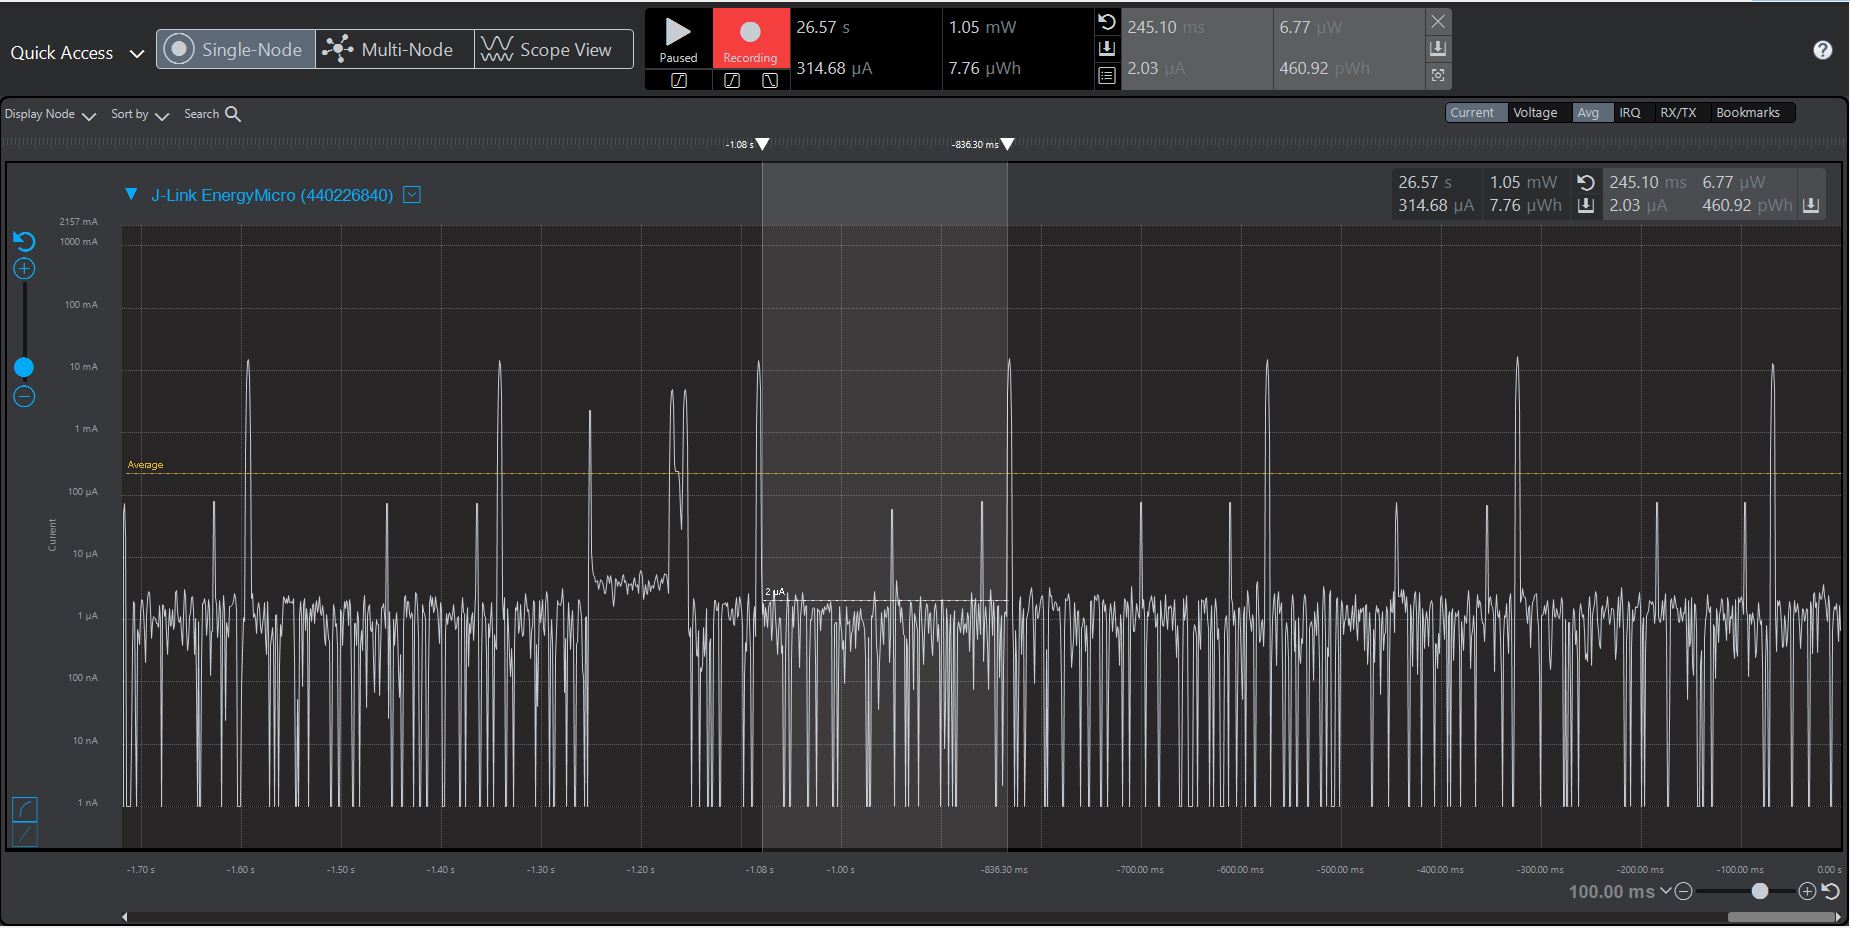 Quick Access
Single-Node
Multi-Node
Scope View
Paused
Recording
26.57 s
1.05 mW
314.68 µA
7.76 µWh
245.10 ms
6.77 µW
2.03 µA
460.92 pWh
?
Display Node
Sort by
Search
Current
Voltage
Avg
IRQ
RX/TX
Bookmarks
-1.08 s
-836.30 ms
J-Link EnergyMicro (440226840)
26.57 s
1.05 mW
245.10 ms
6.77 µW
314.68 µA
7.76 µWh
2.03 µA
460.92 pWh
2157 mA
1000 mA
100 mA
10 mA
1 mA
Average
100 µA
Current
10 µA
2 µA
1 µA
100 nA
10 nA
1 nA
-1.70 s
-1.60 s
-1.50 s
-1.40 s
-1.30 s
-1.20 s
-1.08 s
-1.00 s
-836.30 ms
-700.00 ms
-600.00 ms
-500.00 ms
-400.00 ms
-300.00 ms
-200.00 ms
-100.00 ms
0.00 s
100.00 ms